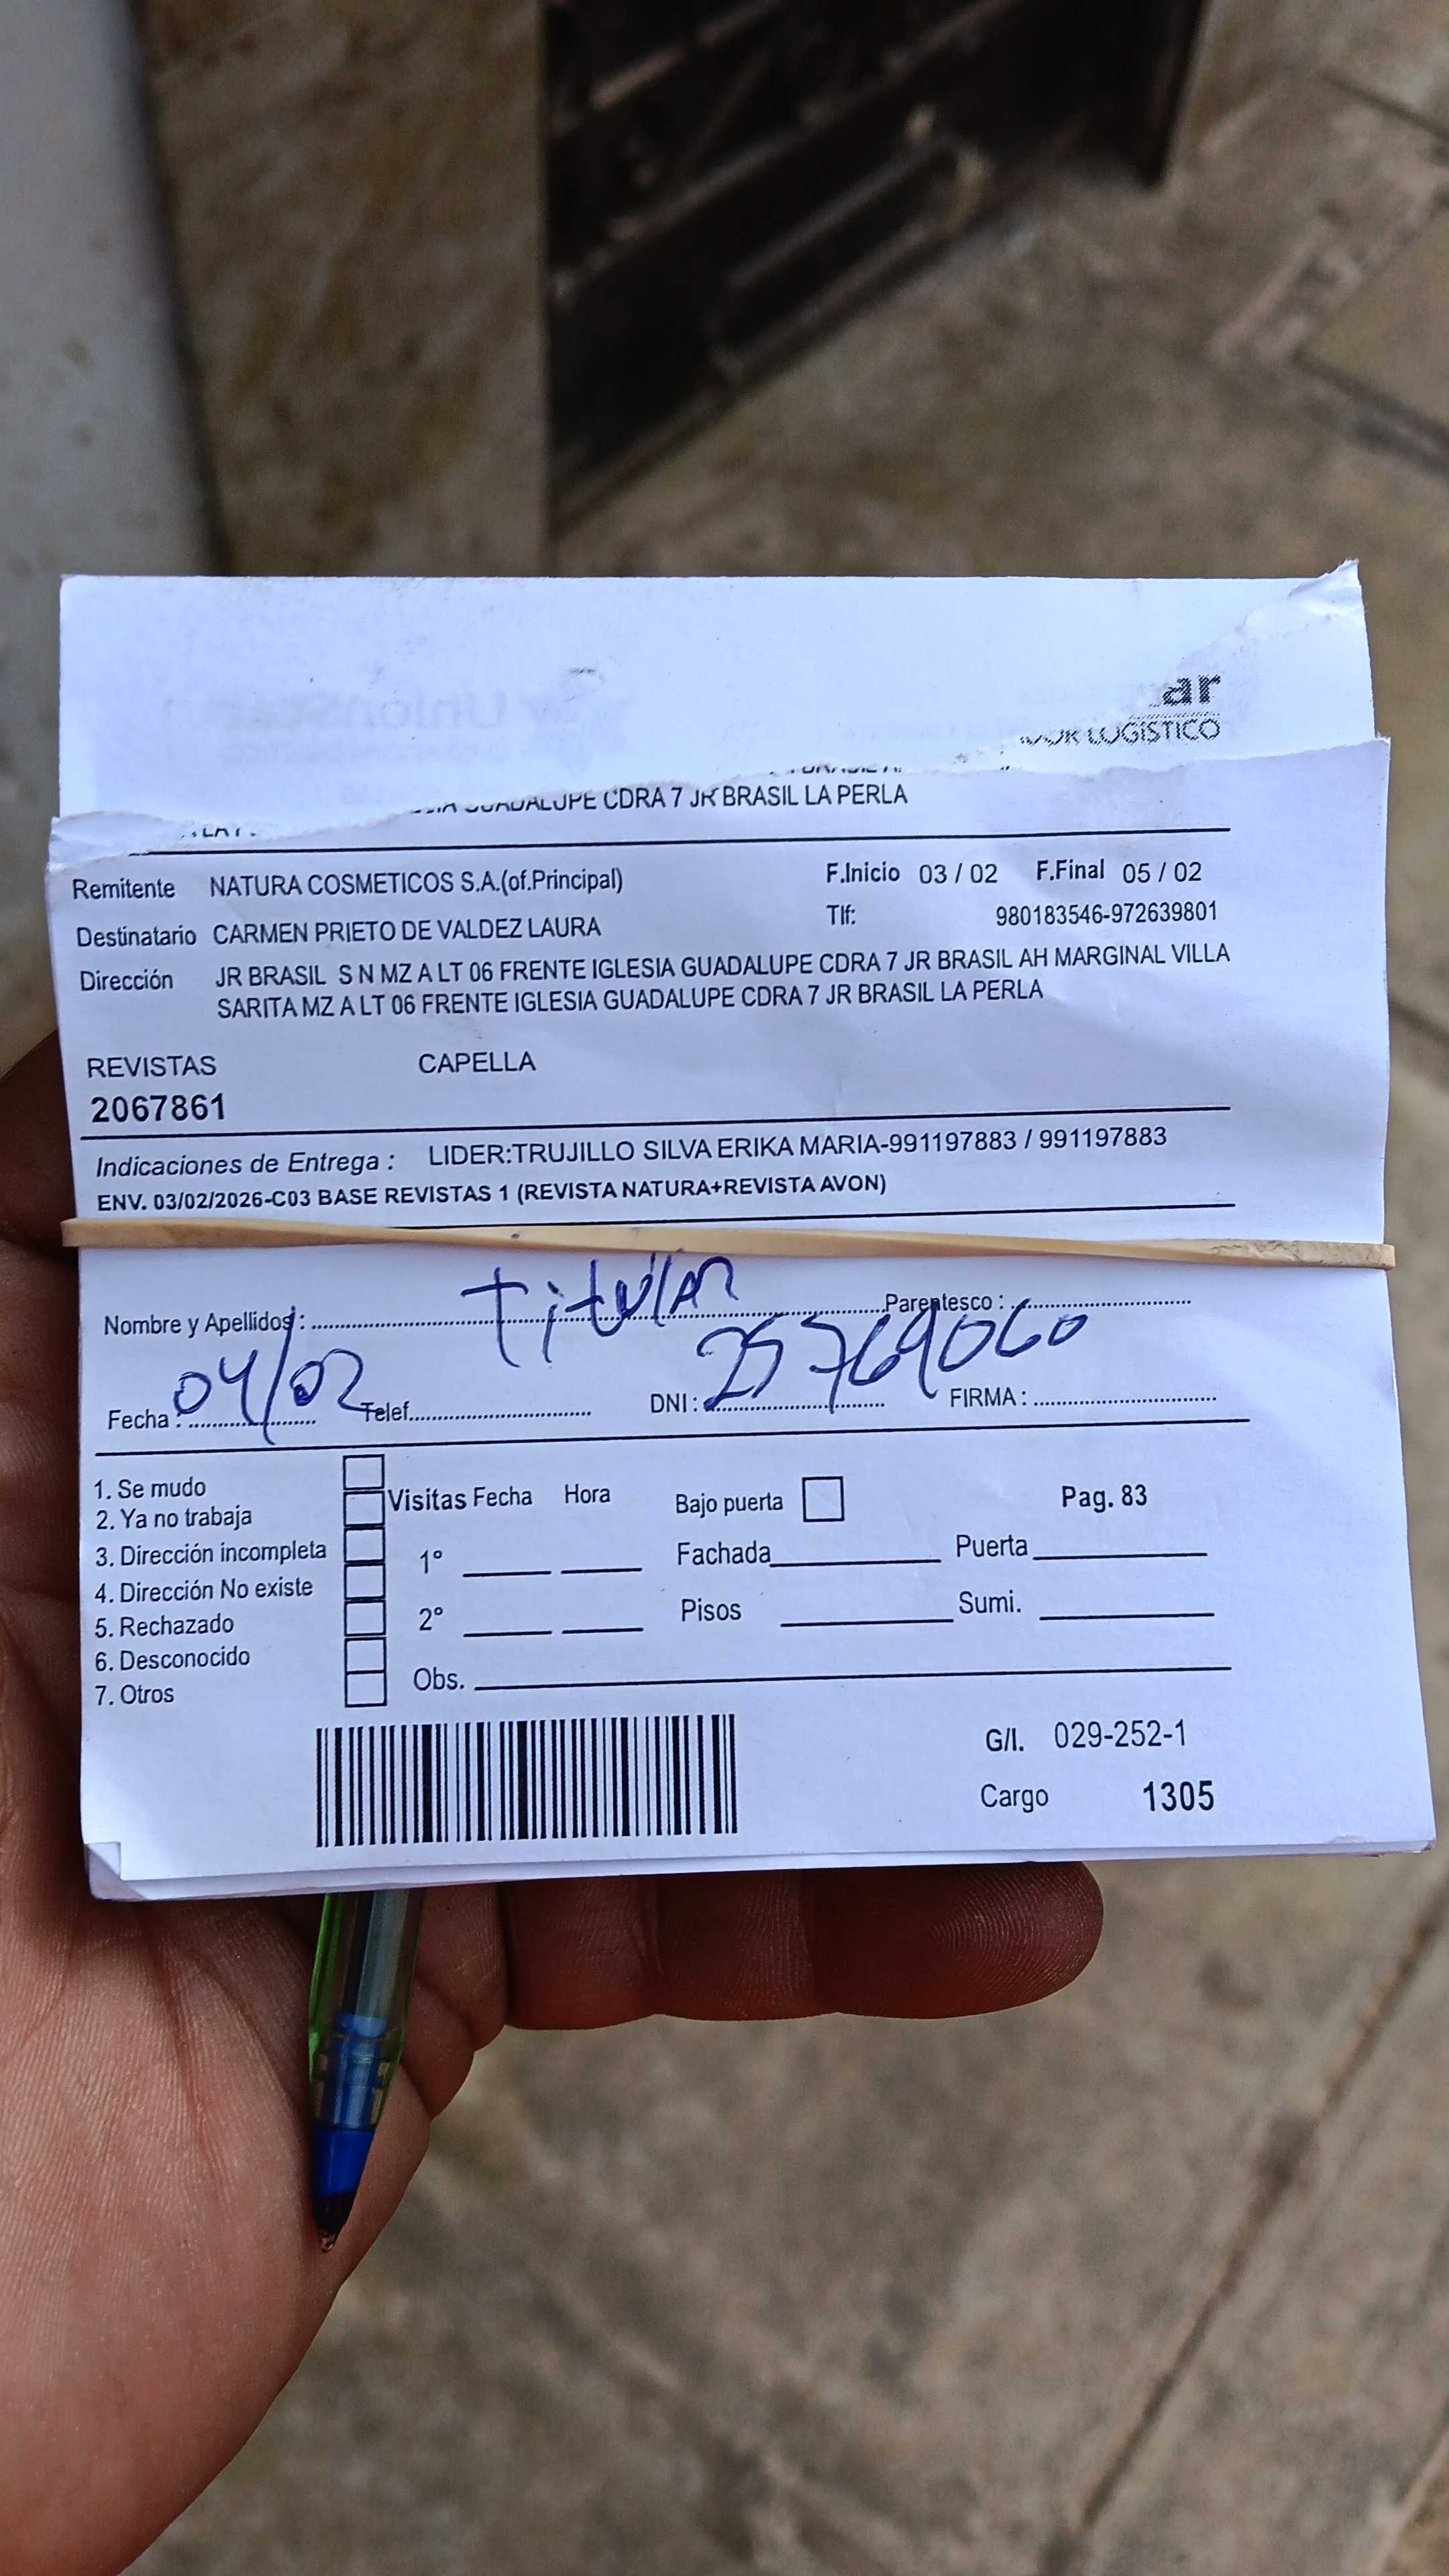 ar
LOGÍSTICO
GUADALUPE CDRA 7 JR BRASIL LA PERLA
Remitente NATURA COSMETICOS S.A.(of.Principal) F.Inicio 03 / 02 F.Final 05 / 02
Destinatario CARMEN PRIETO DE VALDEZ LAURA Tlf: 980183546-972639801
Dirección JR BRASIL S N MZ A LT 06 FRENTE IGLESIA GUADALUPE CDRA 7 JR BRASIL AH MARGINAL VILLA
SARITA MZ A LT 06 FRENTE IGLESIA GUADALUPE CDRA 7 JR BRASIL LA PERLA
REVISTAS CAPELLA
2067861
Indicaciones de Entrega : LIDER:TRUJILLO SILVA ERIKA MARIA-991197883 / 991197883
ENV. 03/02/2026-C03 BASE REVISTAS 1 (REVISTA NATURA+REVISTA AVON)
Nombre y Apellidos : Titular Parentesco :
Fecha : 04/02 Telef. DNI : 25769060 FIRMA :
1. Se mudo
2. Ya no trabaja
3. Dirección incompleta
4. Dirección No existe
5. Rechazado
6. Desconocido
7. Otros
Visitas Fecha Hora
1°
2°
Obs.
Bajo puerta Pag. 83
Fachada Puerta
Pisos Sumi.
G/I. 029-252-1
Cargo 1305